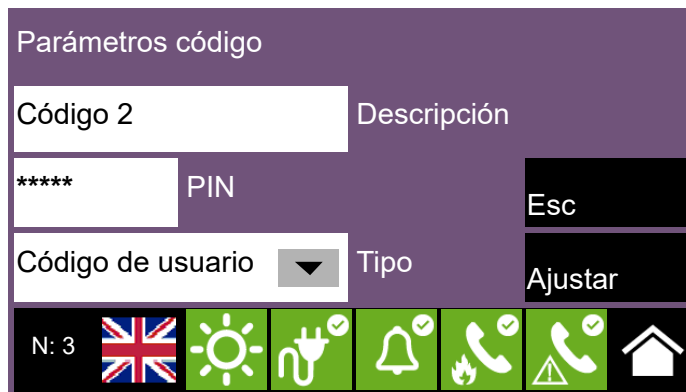 Parámetros código
Código 2 Descripción
***** PIN
Esc
Código de usuario Tipo
Ajustar
N: 3